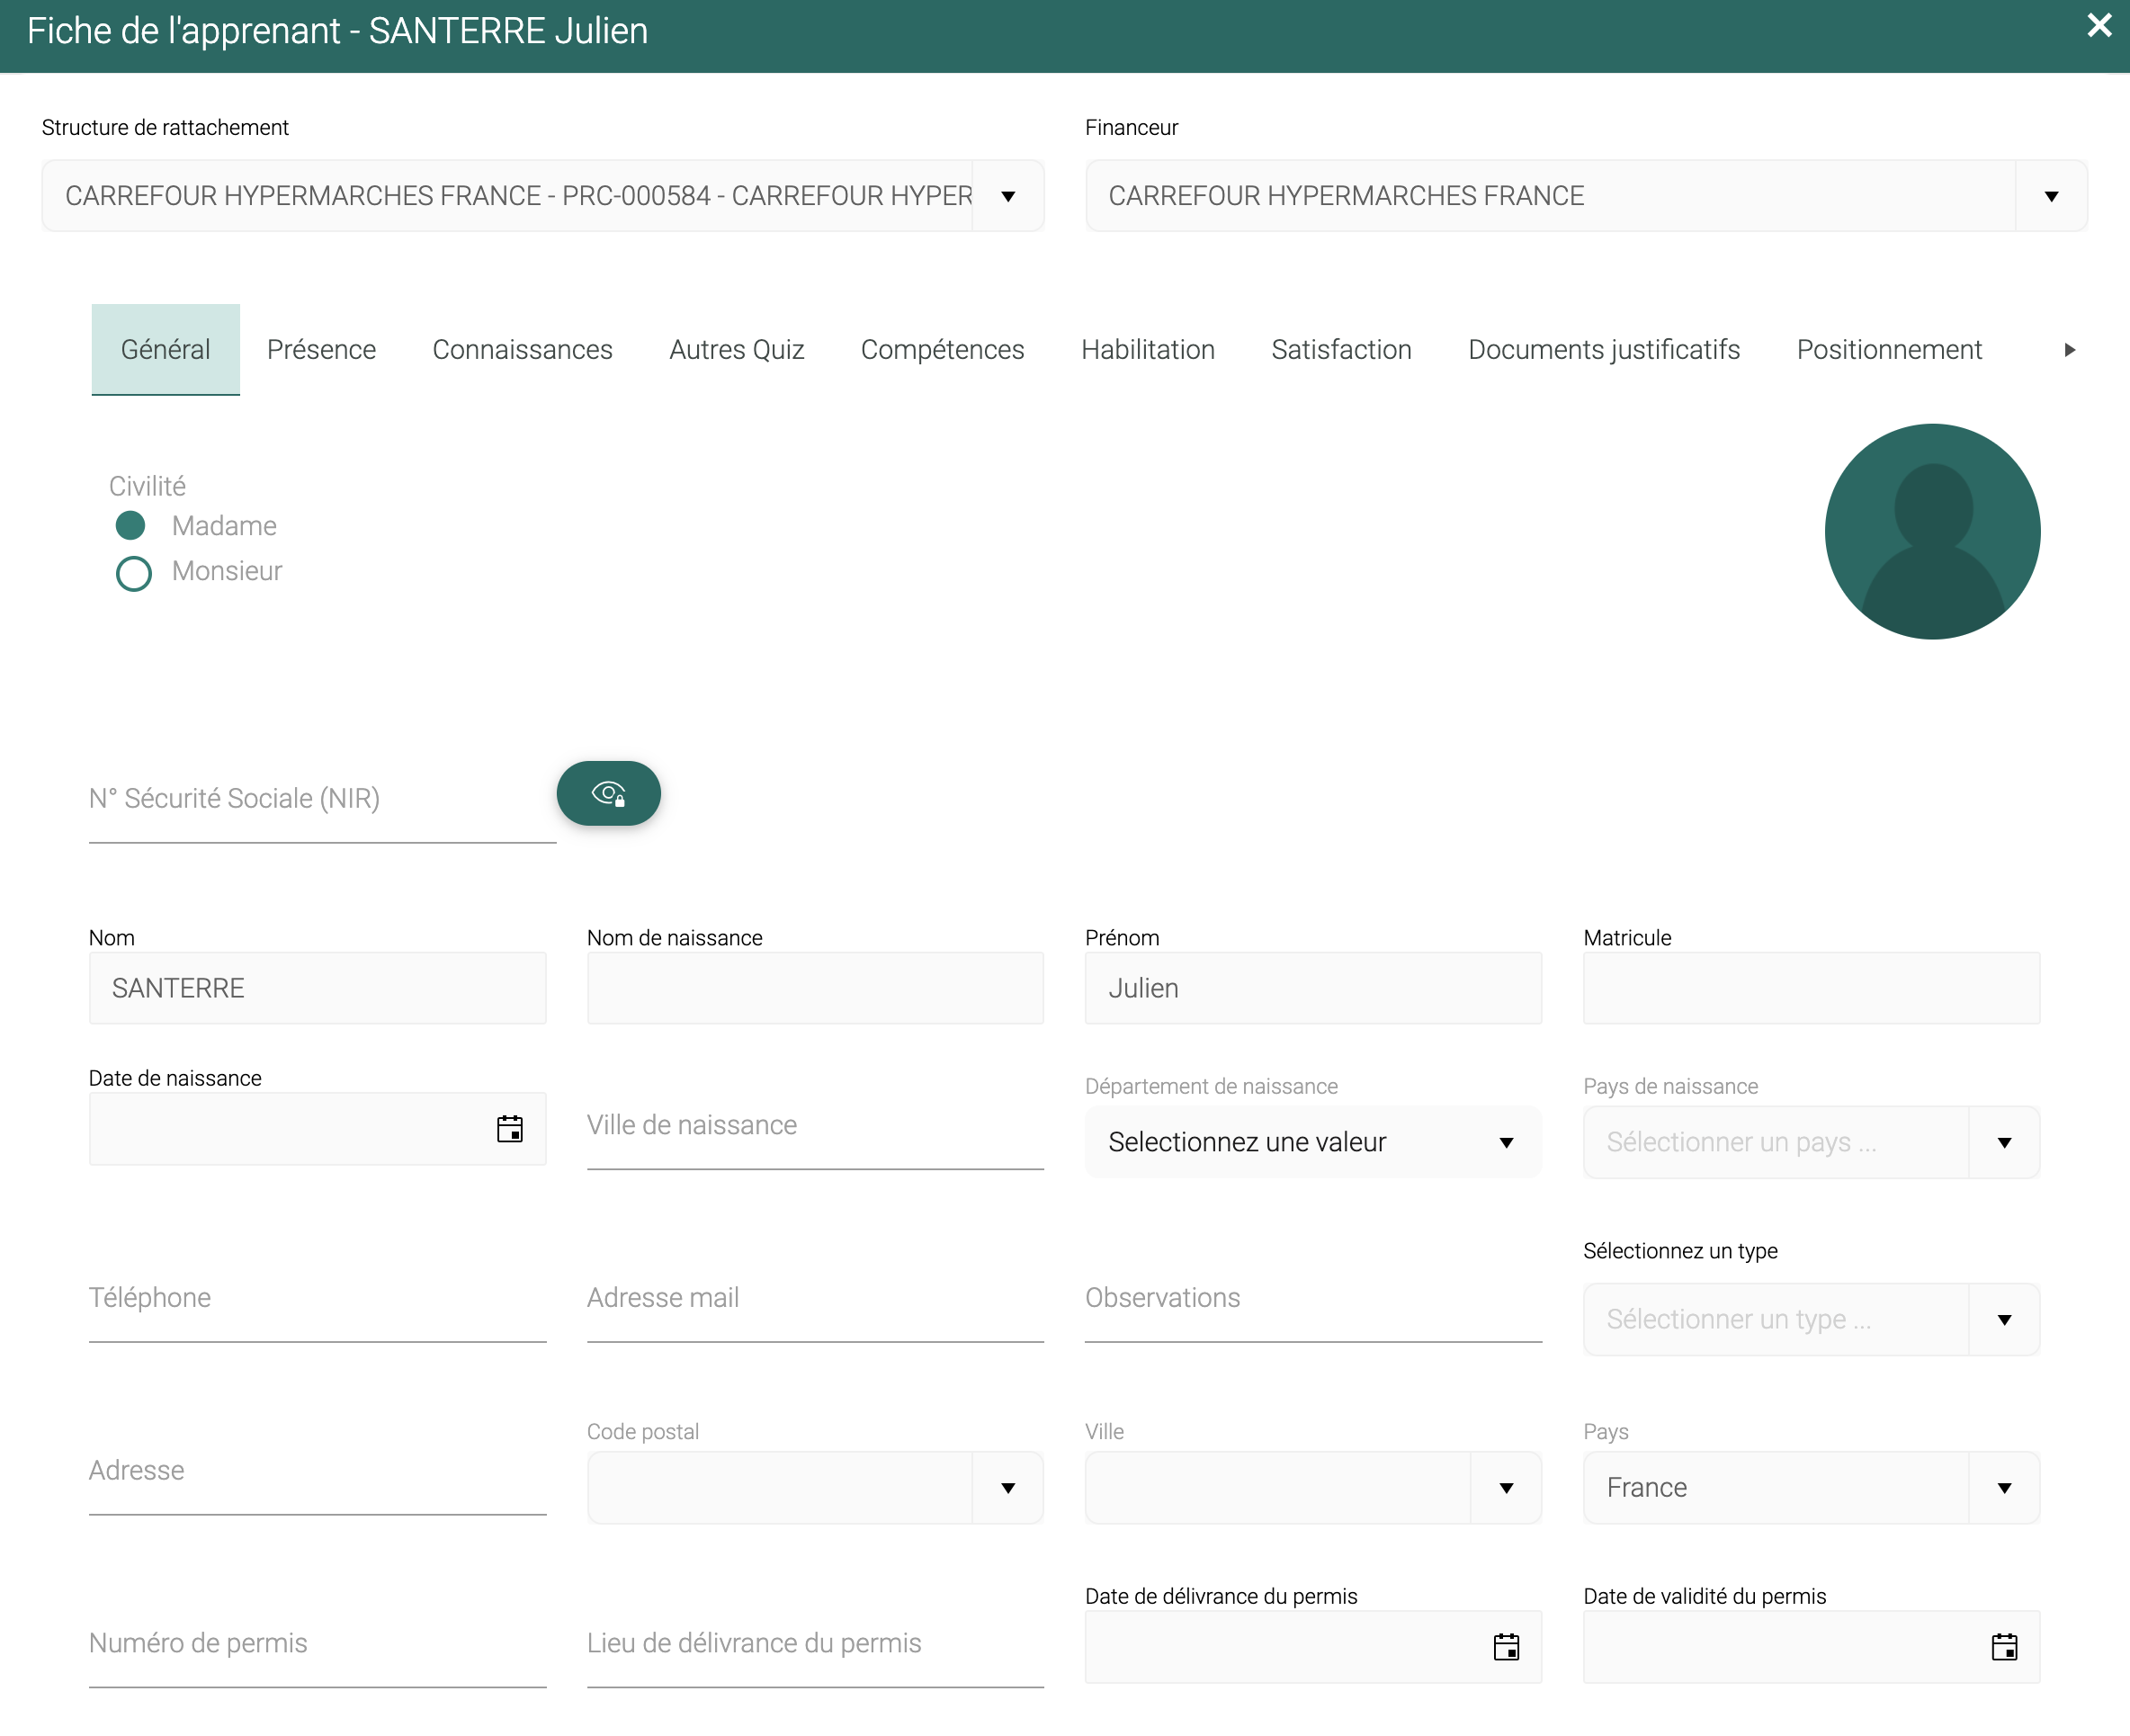 Fiche de l'apprenant - SANTERRE Julien
Structure de rattachement
Financeur
CARREFOUR HYPERMARCHES FRANCE - PRC-000584 - CARREFOUR HYPER
CARREFOUR HYPERMARCHES FRANCE
Général Présence Connaissances Autres Quiz Compétences Habilitation Satisfaction Documents justificatifs Positionnement
Civilité
Madame
Monsieur
N° Sécurité Sociale (NIR)
Nom Nom de naissance Prénom Matricule
SANTERRE Julien
Date de naissance
Ville de naissance
Département de naissance
Selectionnez une valeur
Pays de naissance
Sélectionner un pays ...
Téléphone
Adresse mail
Observations
Sélectionnez un type
Sélectionner un type ...
Adresse
Code postal
Ville
Pays
France
Numéro de permis
Lieu de délivrance du permis
Date de délivrance du permis
Date de validité du permis